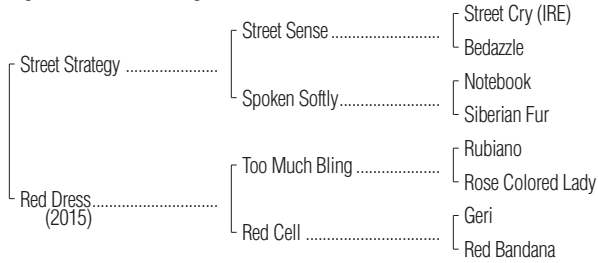 Street Cry (IRE)
Street Sense ........................
Bedazzle
Street Strategy ....................
Notebook
Spoken Softly......................
Siberian Fur
Rubiano
Too Much Bling ..................
Rose Colored Lady
Red Dress...........................
(2015)
Geri
Red Cell .............................
Red Bandana